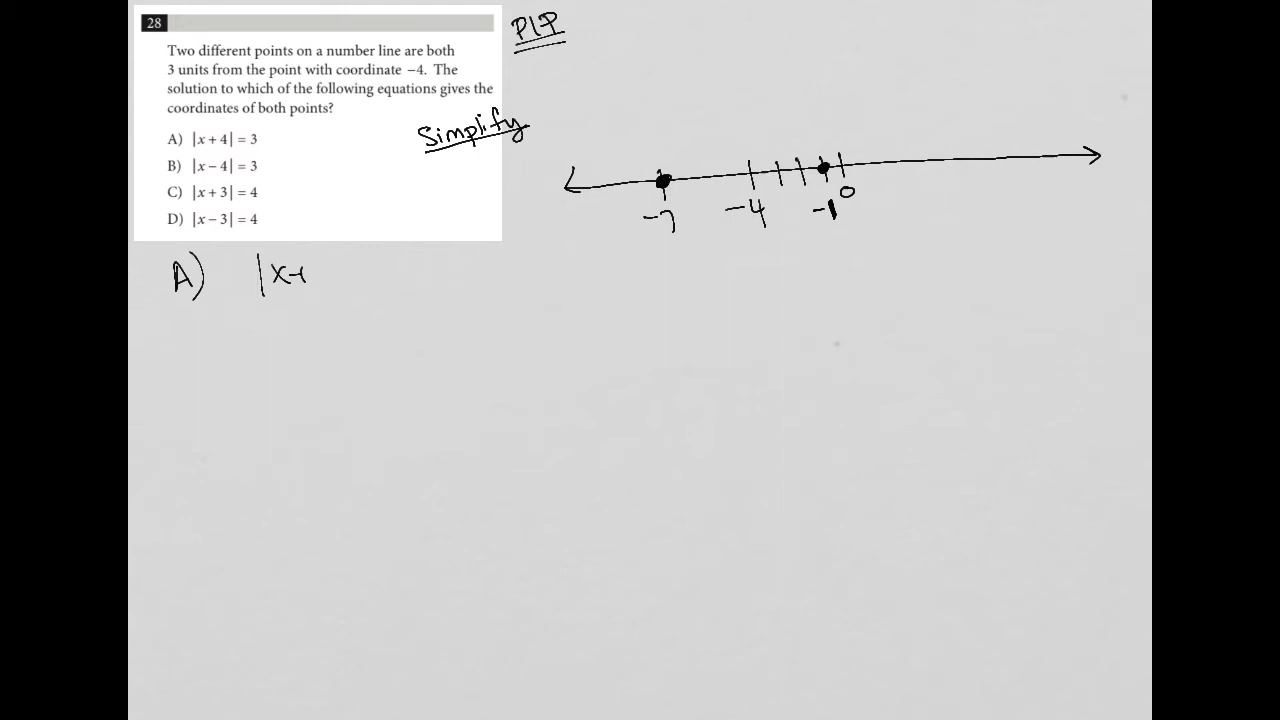 28
Two different points on a number line are both
3 units from the point with coordinate −4. The
solution to which of the following equations gives the
coordinates of both points?
A) |x + 4| = 3
B) |x − 4| = 3
C) |x + 3| = 4
D) |x − 3| = 4
PIP
Simplify
-7 -4 -1 0
A) |x+